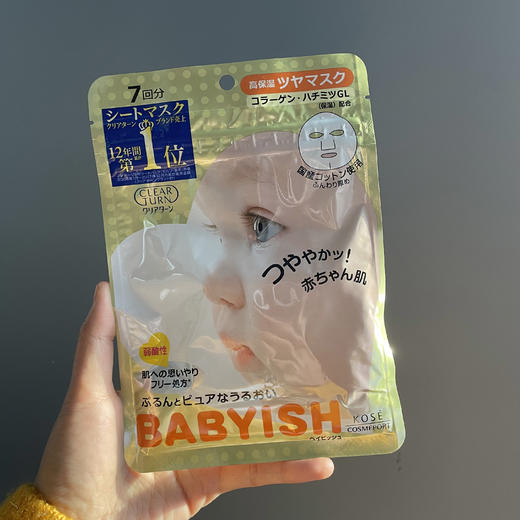 7回分
シートマスク
クリアターン ブランド売上
12年間
第1位
CLEAR
TURN
クリアターン
高保湿 ツヤマスク
コラーゲン・ハチミツGL
(保湿)配合
国産コットン使用
ふんわり厚め
つややかッ!
赤ちゃん肌
弱酸性
肌への思いやり
フリー処方*
ぷるんとピュアなうるおい
BABYISH
ベイビッシュ
KOSÉ
COSMEPORT